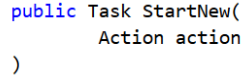 public Task StartNew(
Action action
)